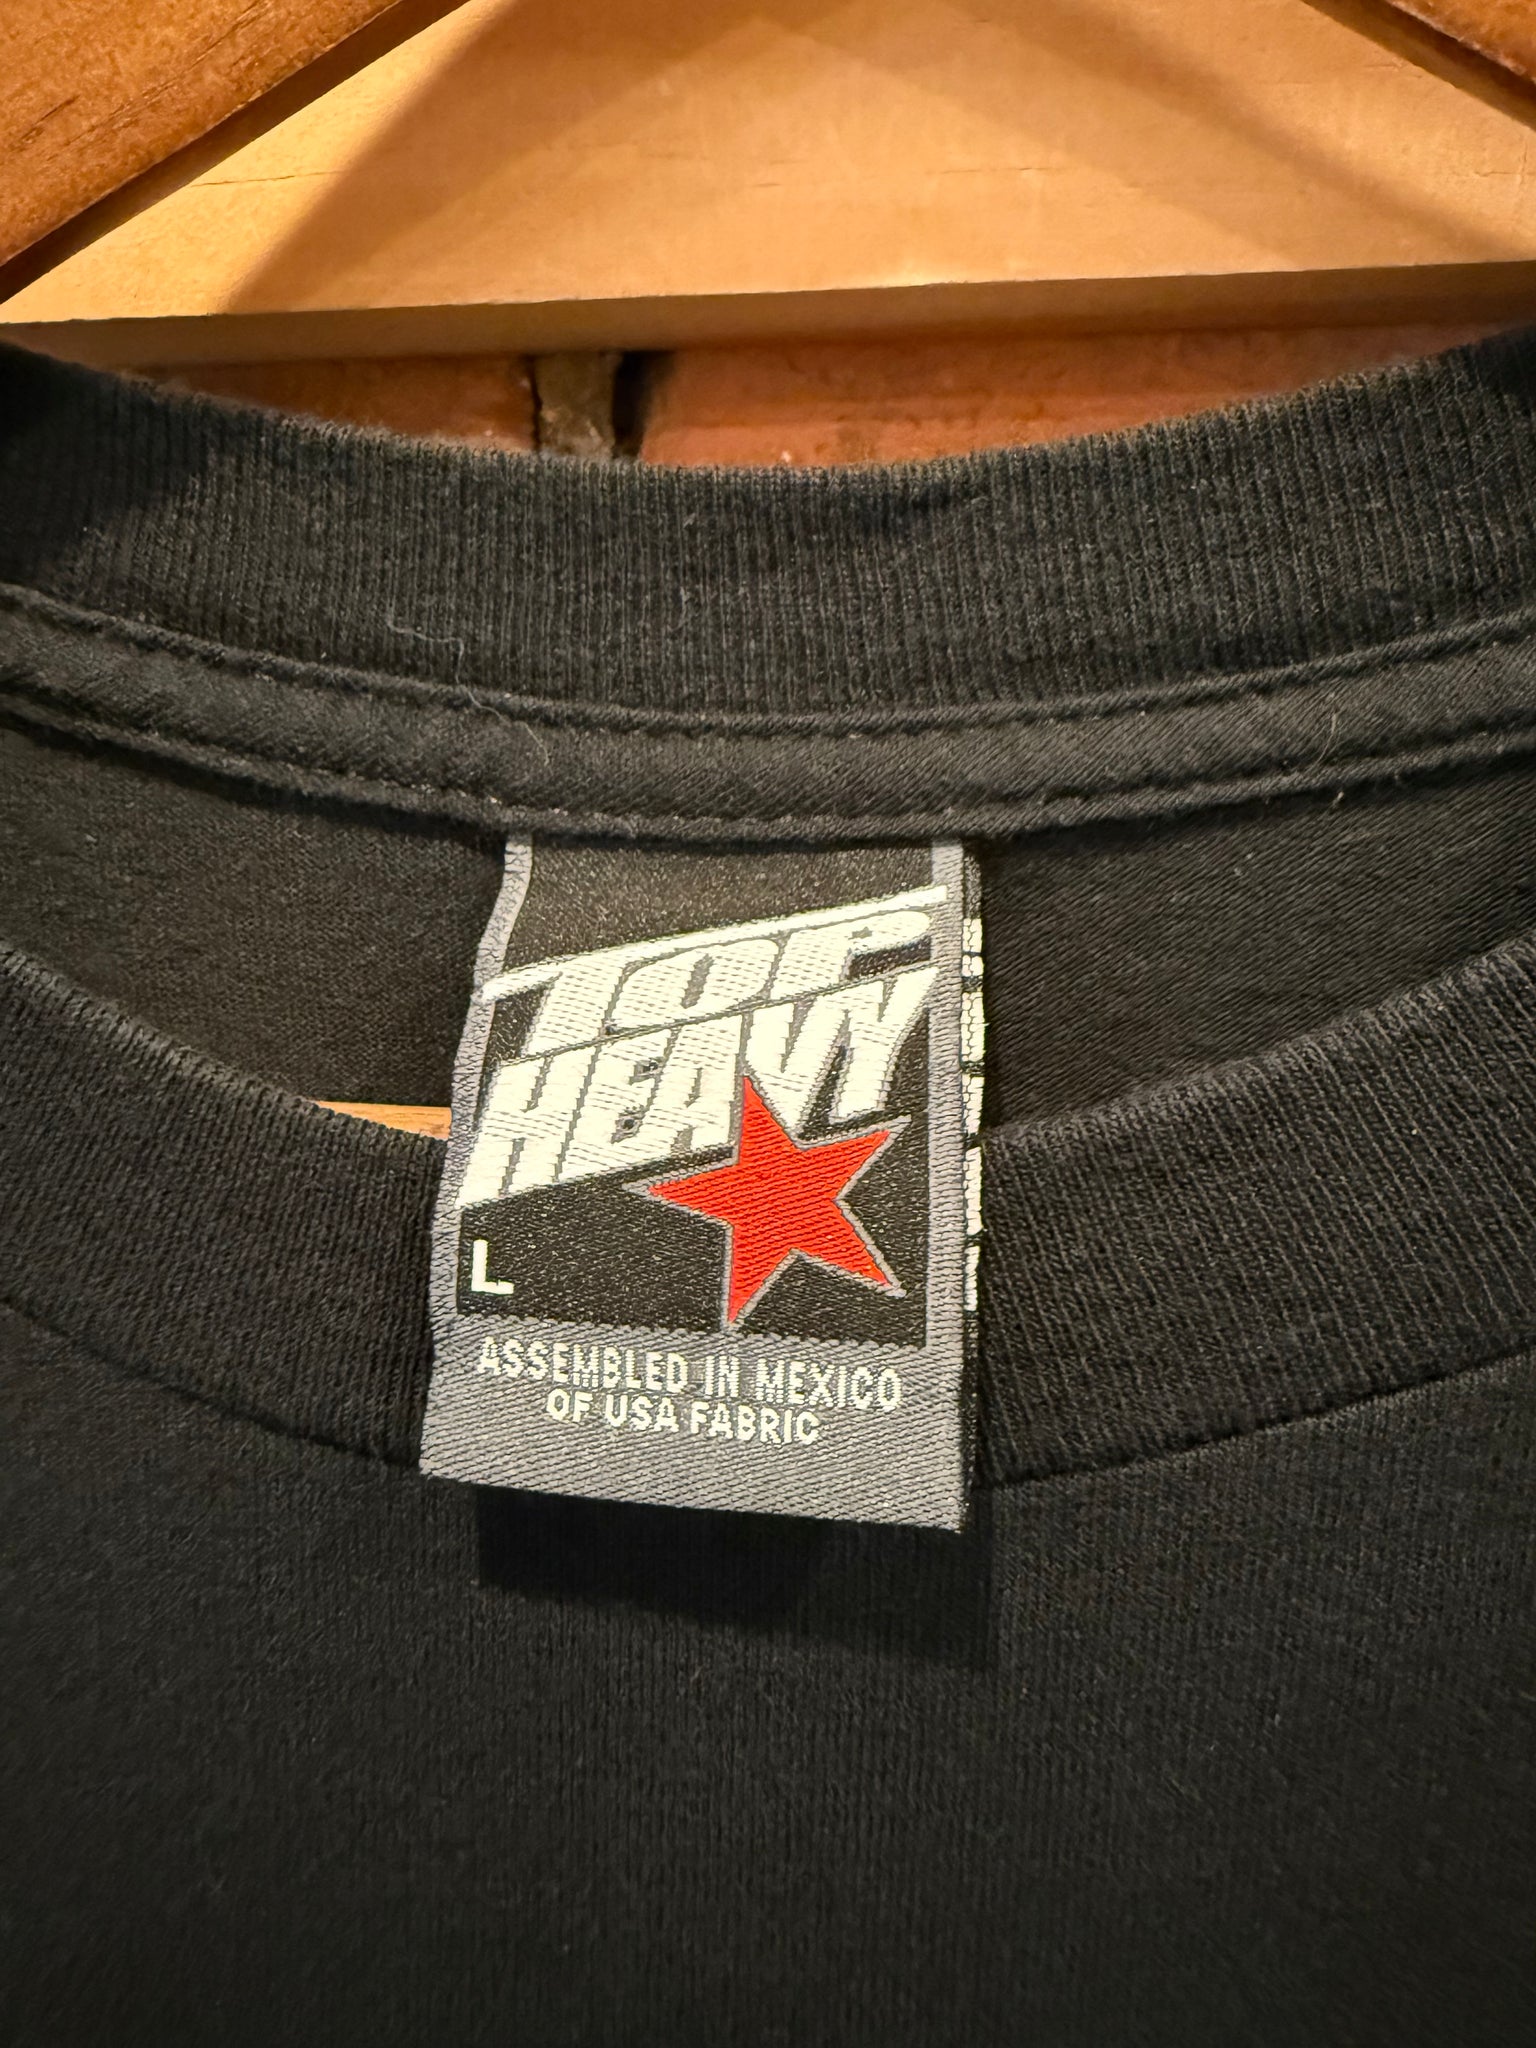 TOP
HEAVY
L
ASSEMBLED IN MEXICO
OF USA FABRIC